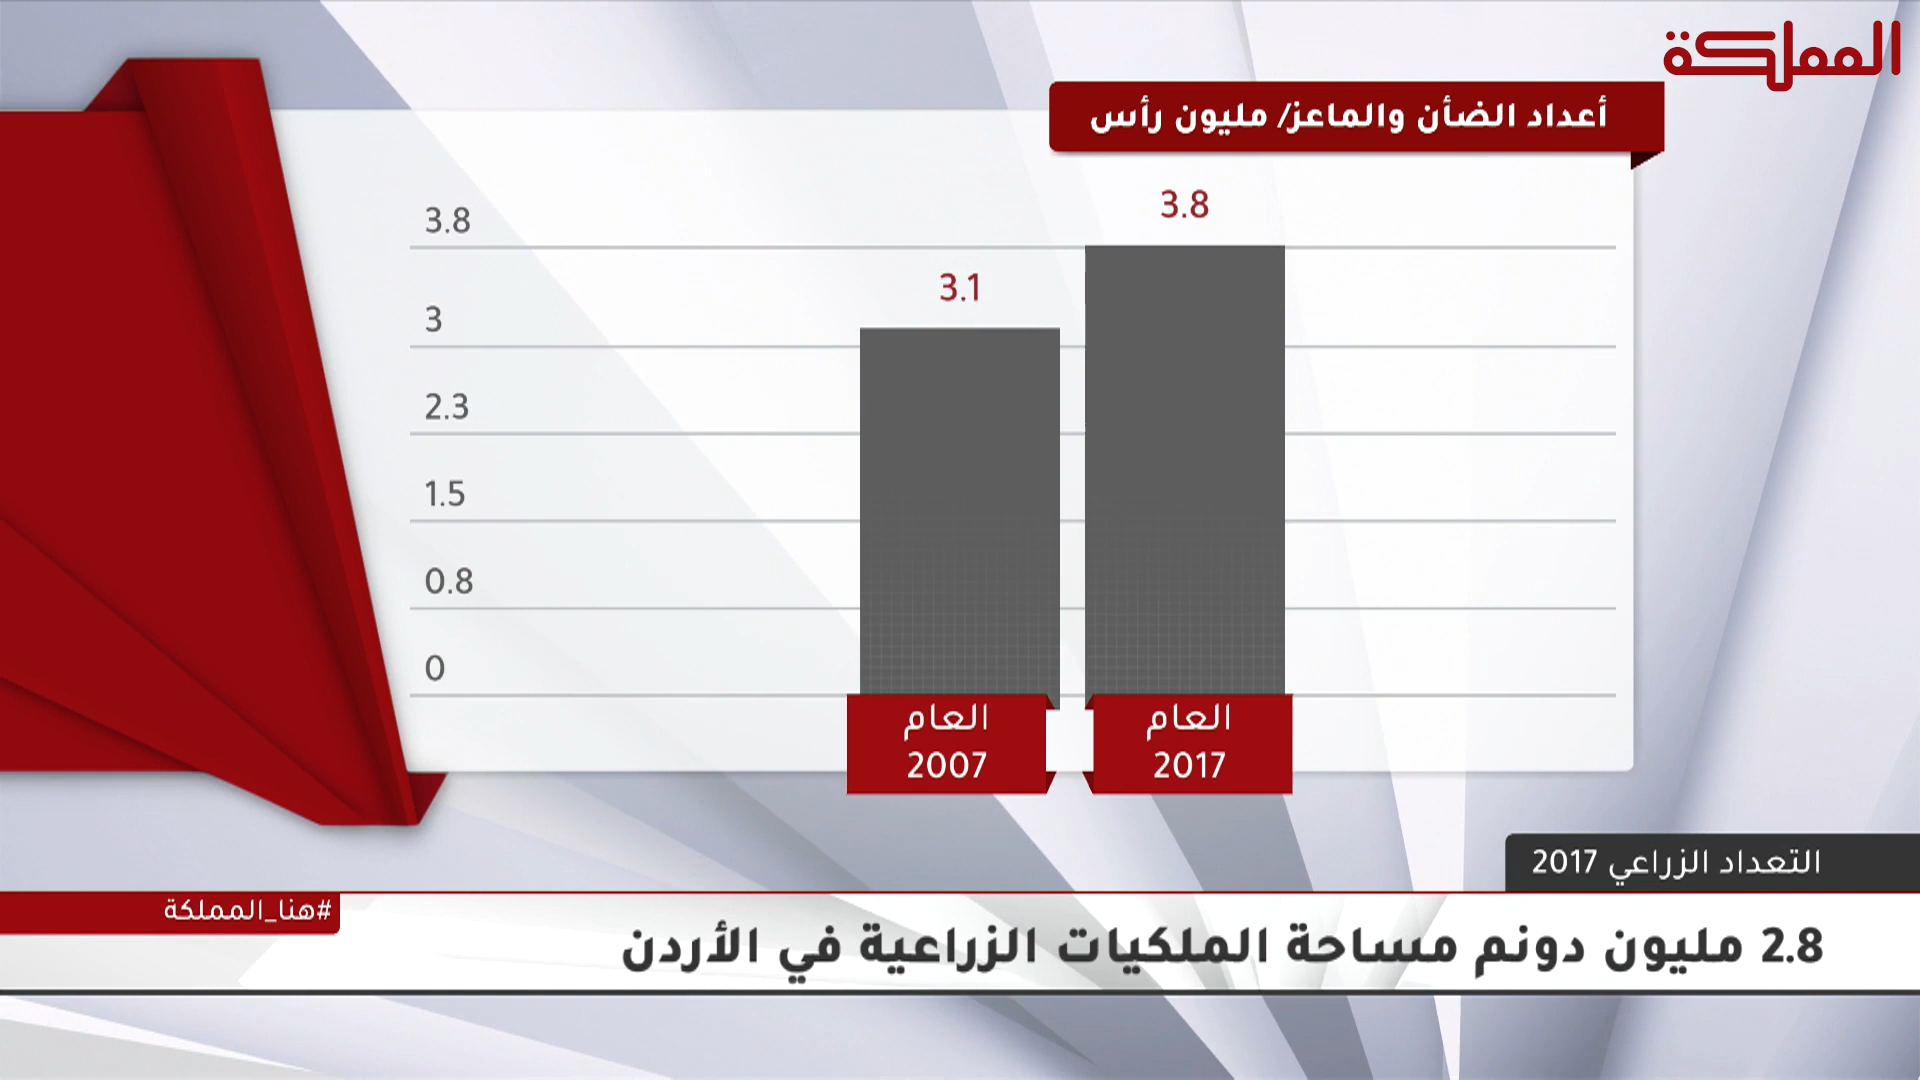 المملكة
أعداد الضأن والماعز/ مليون رأس
3.8
3.8
3.1
3
2.3
1.5
0.8
0
العام
2007
العام
2017
التعداد الزراعي 2017
#هنا_المملكة
2.8 مليون دونم مساحة الملكيات الزراعية في الأردن